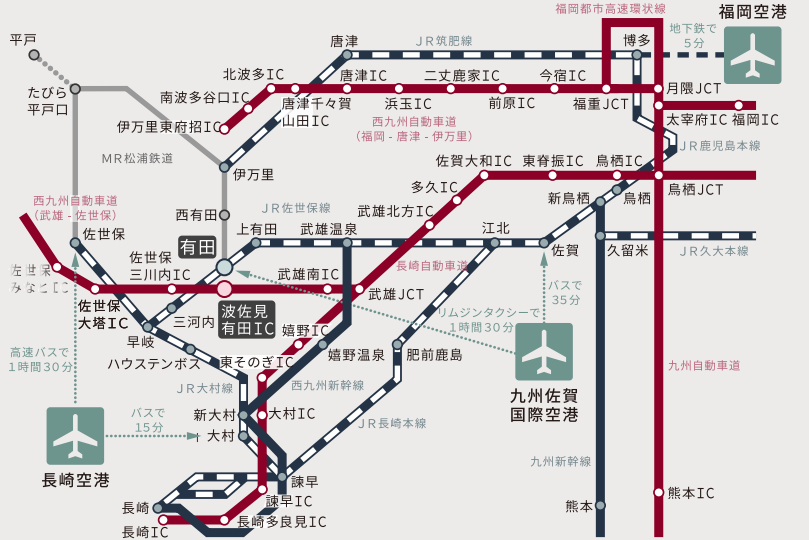 福岡都市高速環状線
福岡空港
平戸
唐津
JR筑肥線
博多
地下鉄で
5分
北波多IC
唐津IC
二丈鹿家IC
今宿IC
月隈JCT
たびら
平戸口
南波多谷口IC
唐津千々賀
山田IC
浜玉IC
前原IC
福重JCT
太宰府IC
福岡IC
伊万里東府招IC
西九州自動車道
(福岡 - 唐津 - 伊万里)
JR鹿児島本線
MR松浦鉄道
伊万里
佐賀大和IC
東脊振IC
鳥栖IC
鳥栖JCT
多久IC
新鳥栖
鳥栖
西九州自動車道
(武雄 - 佐世保)
西有田
JR佐世保線
武雄北方IC
佐世保
有田
上有田
武雄温泉
江北
佐賀
久留米
JR久大本線
佐世保
みなとIC
佐世保
三川内IC
武雄南IC
長崎自動車道
武雄JCT
バスで
35分
佐世保
大塔IC
三河内
波佐見
有田IC
リムジンタクシーで
1時間30分
早岐
嬉野IC
高速バスで
1時間30分
ハウステンボス
東そのぎIC
嬉野温泉
肥前鹿島
九州自動車道
JR大村線
西九州新幹線
九州佐賀
国際空港
バスで
15分
新大村
大村IC
大村
JR長崎本線
長崎空港
九州新幹線
諫早
諫早IC
熊本IC
長崎
熊本
長崎多良見IC
長崎IC